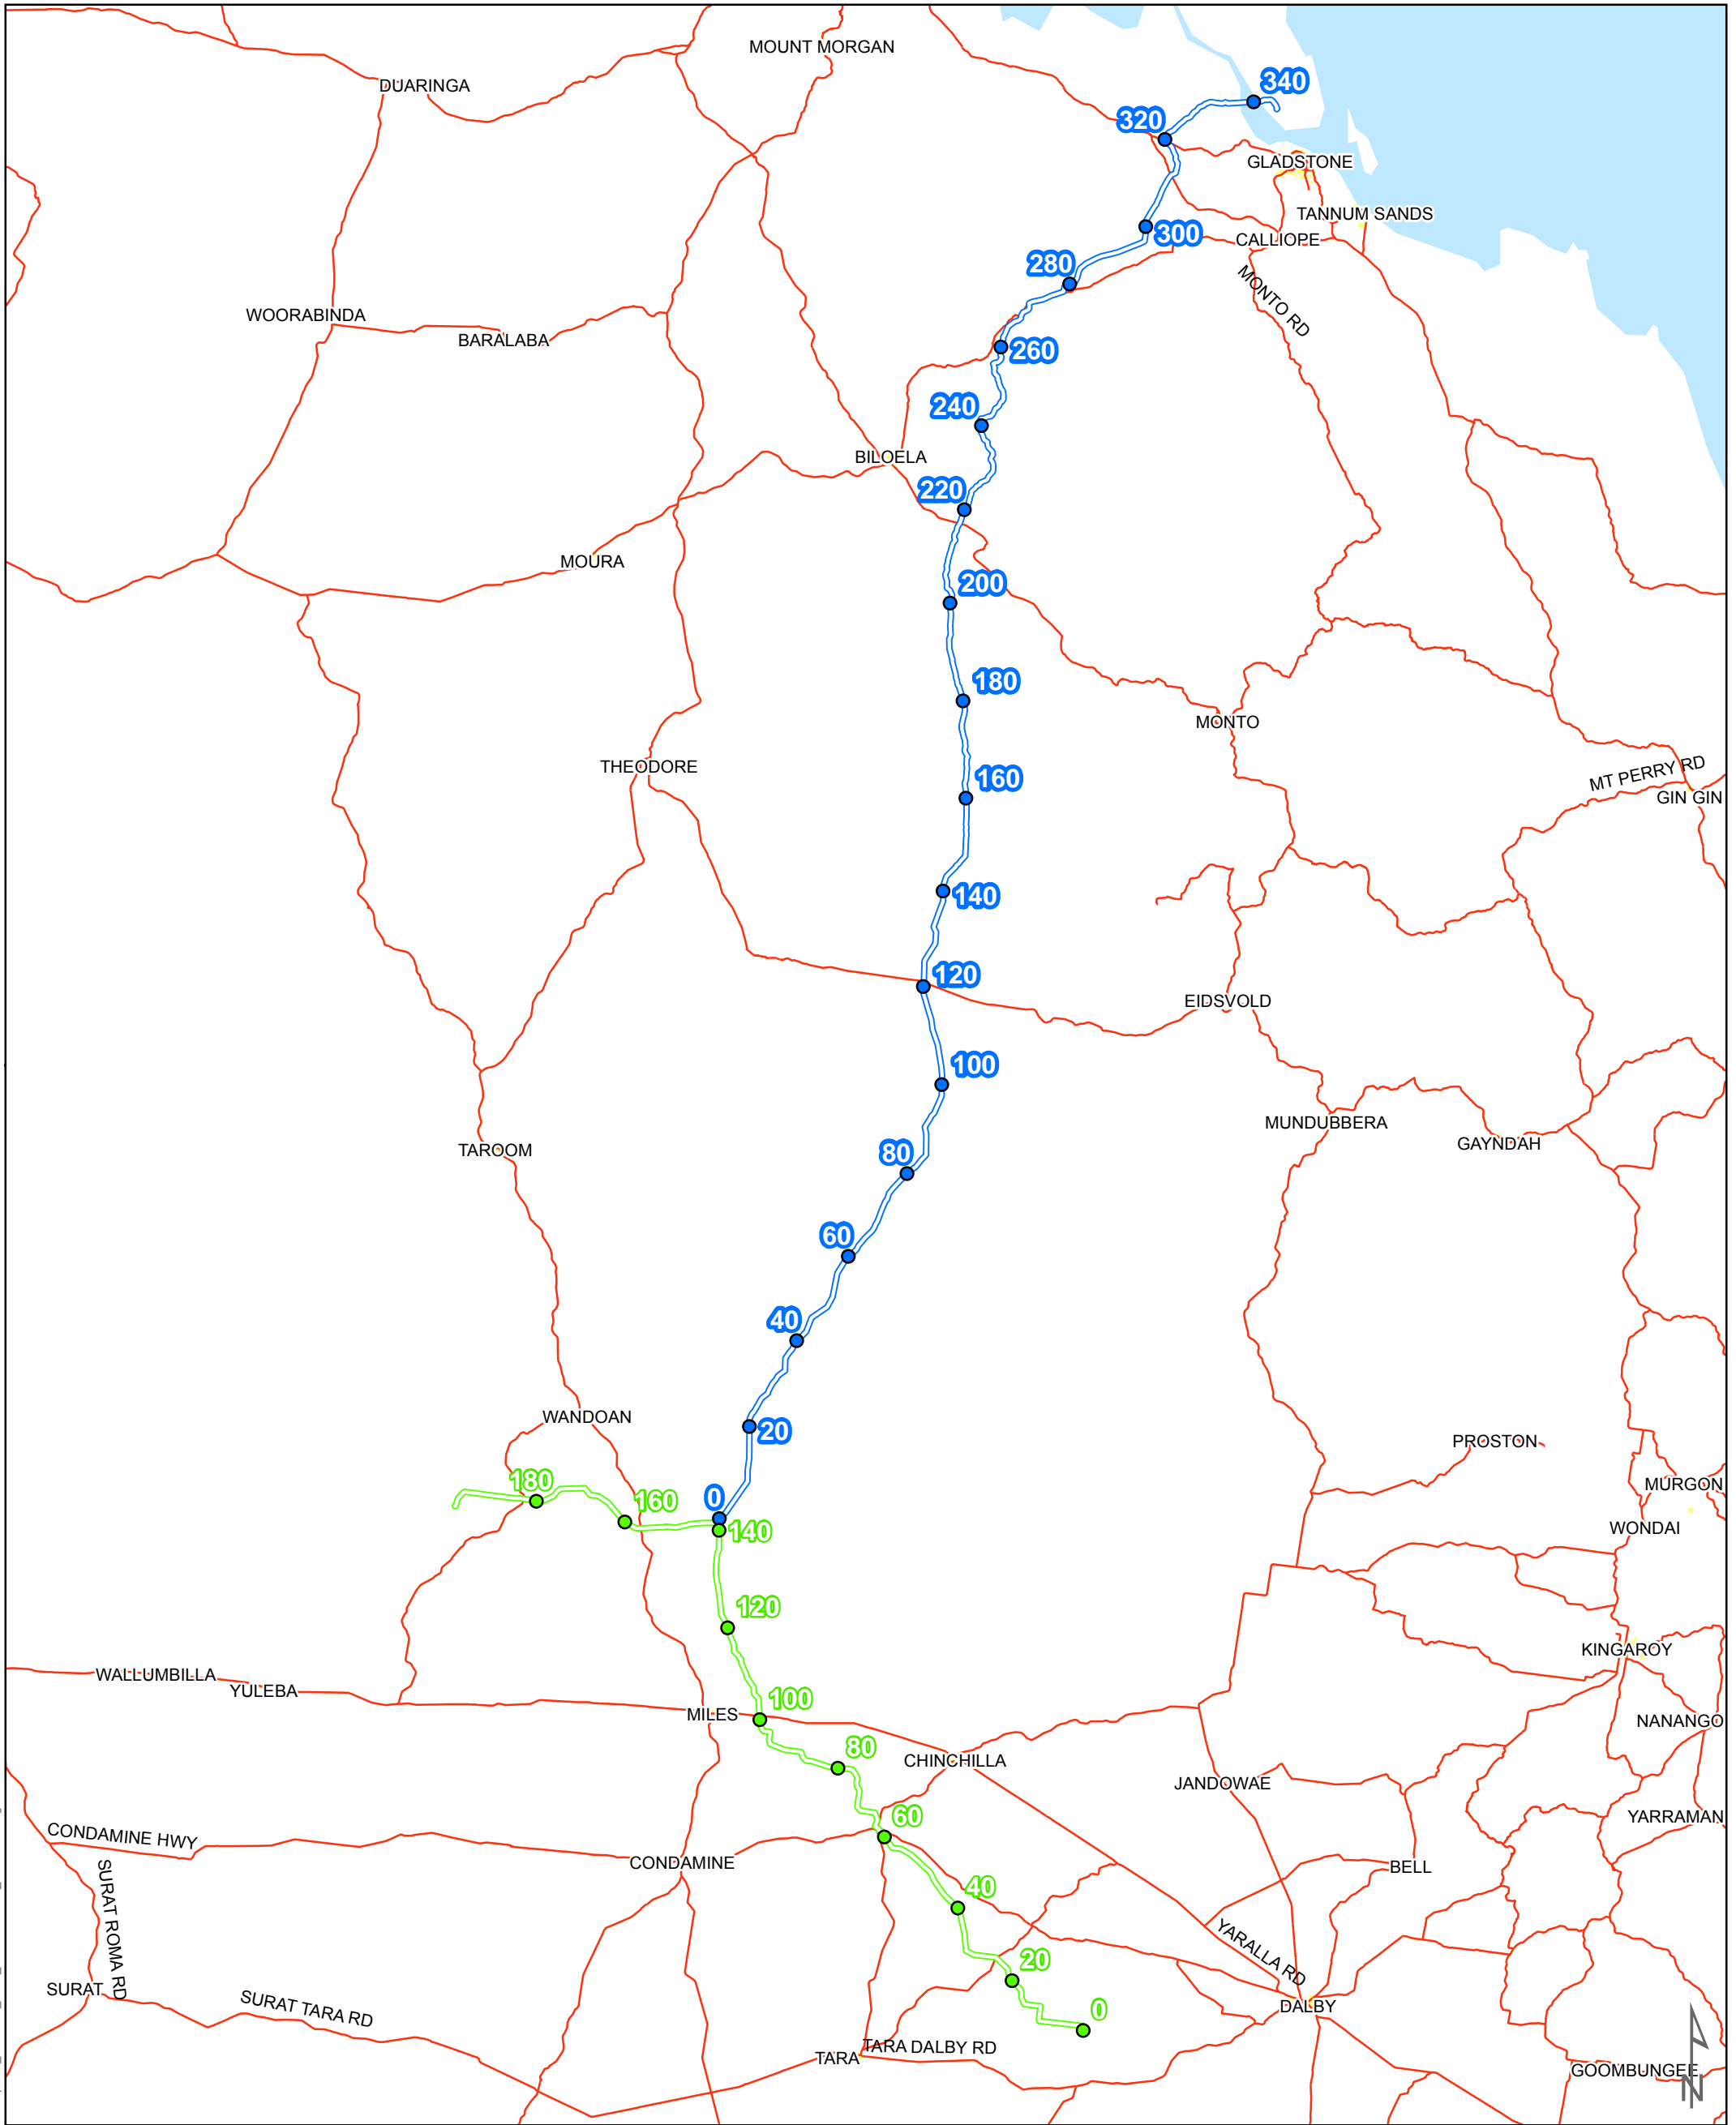 MOUNT MORGAN
340
DUARINGA
320
GLADSTONE
TANNUM SANDS
300
CALLIOPE
280
MONTO RD
WOORABINDA
BARALABA
260
240
BILOELA
220
MOURA
200
180
MONTO
THEODORE
MT PERRY RD
160
GIN GIN
140
120
EIDSVOLD
100
MUNDUBBERA
GAYNDAH
TAROOM
80
60
40
WANDOAN
20
PROSTON
180
MURGON
0
160
WONDAI
140
120
KINGAROY
WALLUMBILLA
YULEBA
100
MILES
NANANGO
80
CHINCHILLA
JANDOWAE
60
YARRAMAN
CONDAMINE HWY
CONDAMINE
BELL
SURAT ROMA RD
40
YARALLA RD
20
SURAT
SURAT TARA RD
DALBY
0
TARA DALBY RD
TARA
GOOMBUNGEE
N